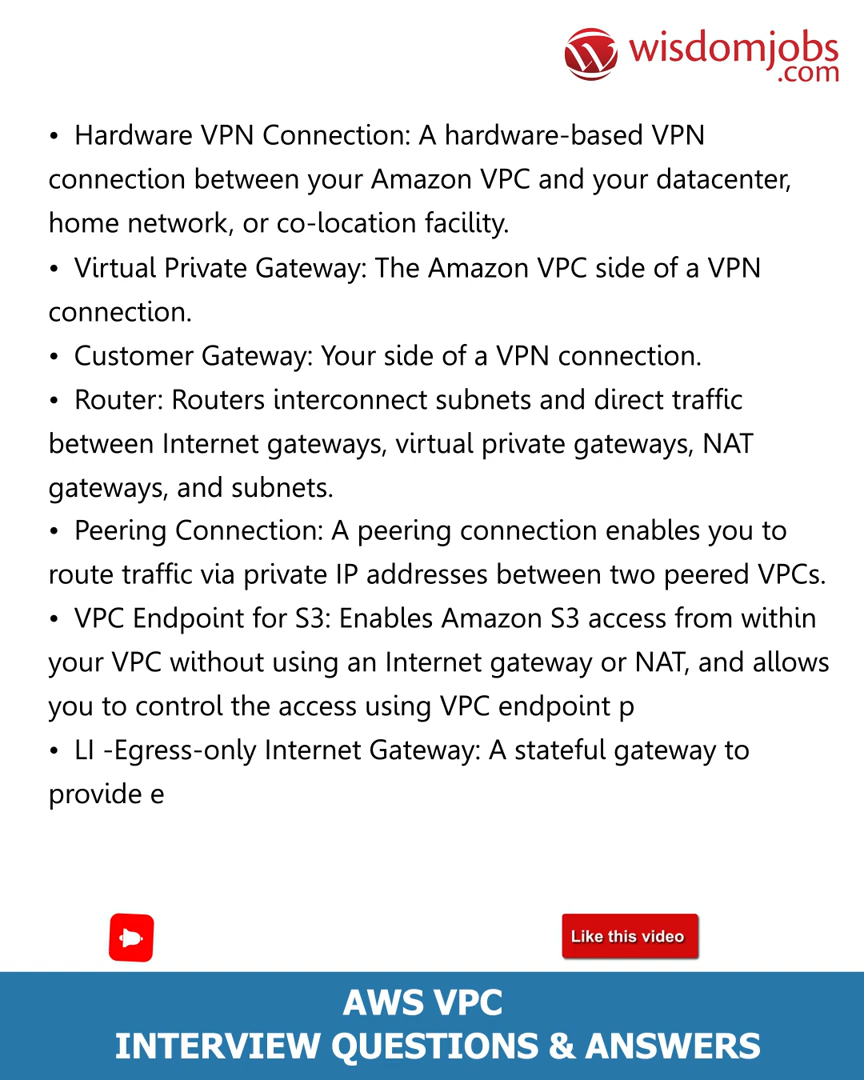 wisdomjobs
.com
• Hardware VPN Connection: A hardware-based VPN
connection between your Amazon VPC and your datacenter,
home network, or co-location facility.
• Virtual Private Gateway: The Amazon VPC side of a VPN
connection.
• Customer Gateway: Your side of a VPN connection.
• Router: Routers interconnect subnets and direct traffic
between Internet gateways, virtual private gateways, NAT
gateways, and subnets.
• Peering Connection: A peering connection enables you to
route traffic via private IP addresses between two peered VPCs.
• VPC Endpoint for S3: Enables Amazon S3 access from within
your VPC without using an Internet gateway or NAT, and allows
you to control the access using VPC endpoint p
• LI -Egress-only Internet Gateway: A stateful gateway to
provide e
Like this video
AWS VPC
INTERVIEW QUESTIONS & ANSWERS